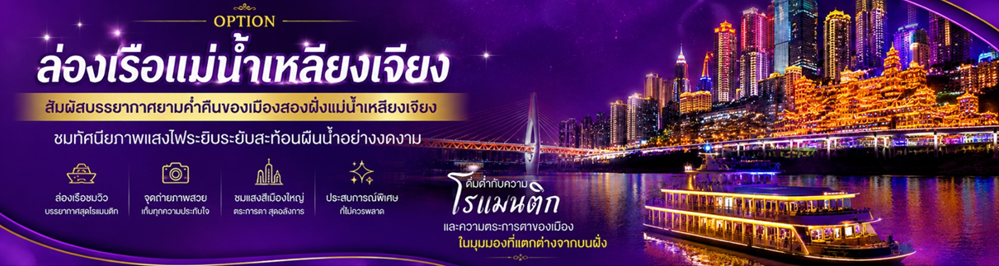 OPTION
ล่องเรือแม่น้ำเหลียงเจียง
สัมผัสบรรยากาศยามค่ำคืนของเมืองสองฝั่งแม่น้ำเหลียงเจียง
ชมทัศนียภาพแสงไฟระยิบระยับสะท้อนผืนน้ำอย่างงดงาม
ล่องเรือชมวิว
บรรยากาศสุดโรแมนติก
จุดถ่ายภาพสวย
เก็บทุกความประทับใจ
ชมแสงสีเมืองใหญ่
ตระการตา สุดอลังการ
ประสบการณ์พิเศษ
ที่ไม่ควรพลาด
ดื่มด่ำกับความ
โรแมนติก
และความตระการตาของเมือง
ในมุมมองที่แตกต่างจากบนฝั่ง